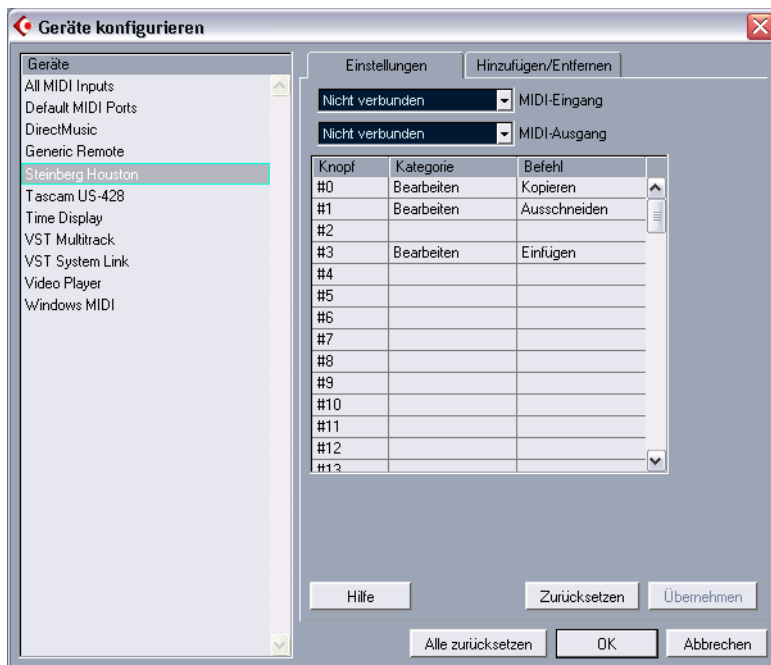 Geräte konfigurieren
Geräte
All MIDI Inputs
Default MIDI Ports
DirectMusic
Generic Remote
Steinberg Houston
Tascam US-428
Time Display
VST Multitrack
VST System Link
Video Player
Windows MIDI
Einstellungen Hinzufügen/Entfernen
Nicht verbunden MIDI-Eingang
Nicht verbunden MIDI-Ausgang
Knopf Kategorie Befehl
#0 Bearbeiten Kopieren
#1 Bearbeiten Ausschneiden
#2
#3 Bearbeiten Einfügen
#4
#5
#6
#7
#8
#9
#10
#11
#12
#13
Hilfe Zurücksetzen Übernehmen
Alle zurücksetzen OK Abbrechen